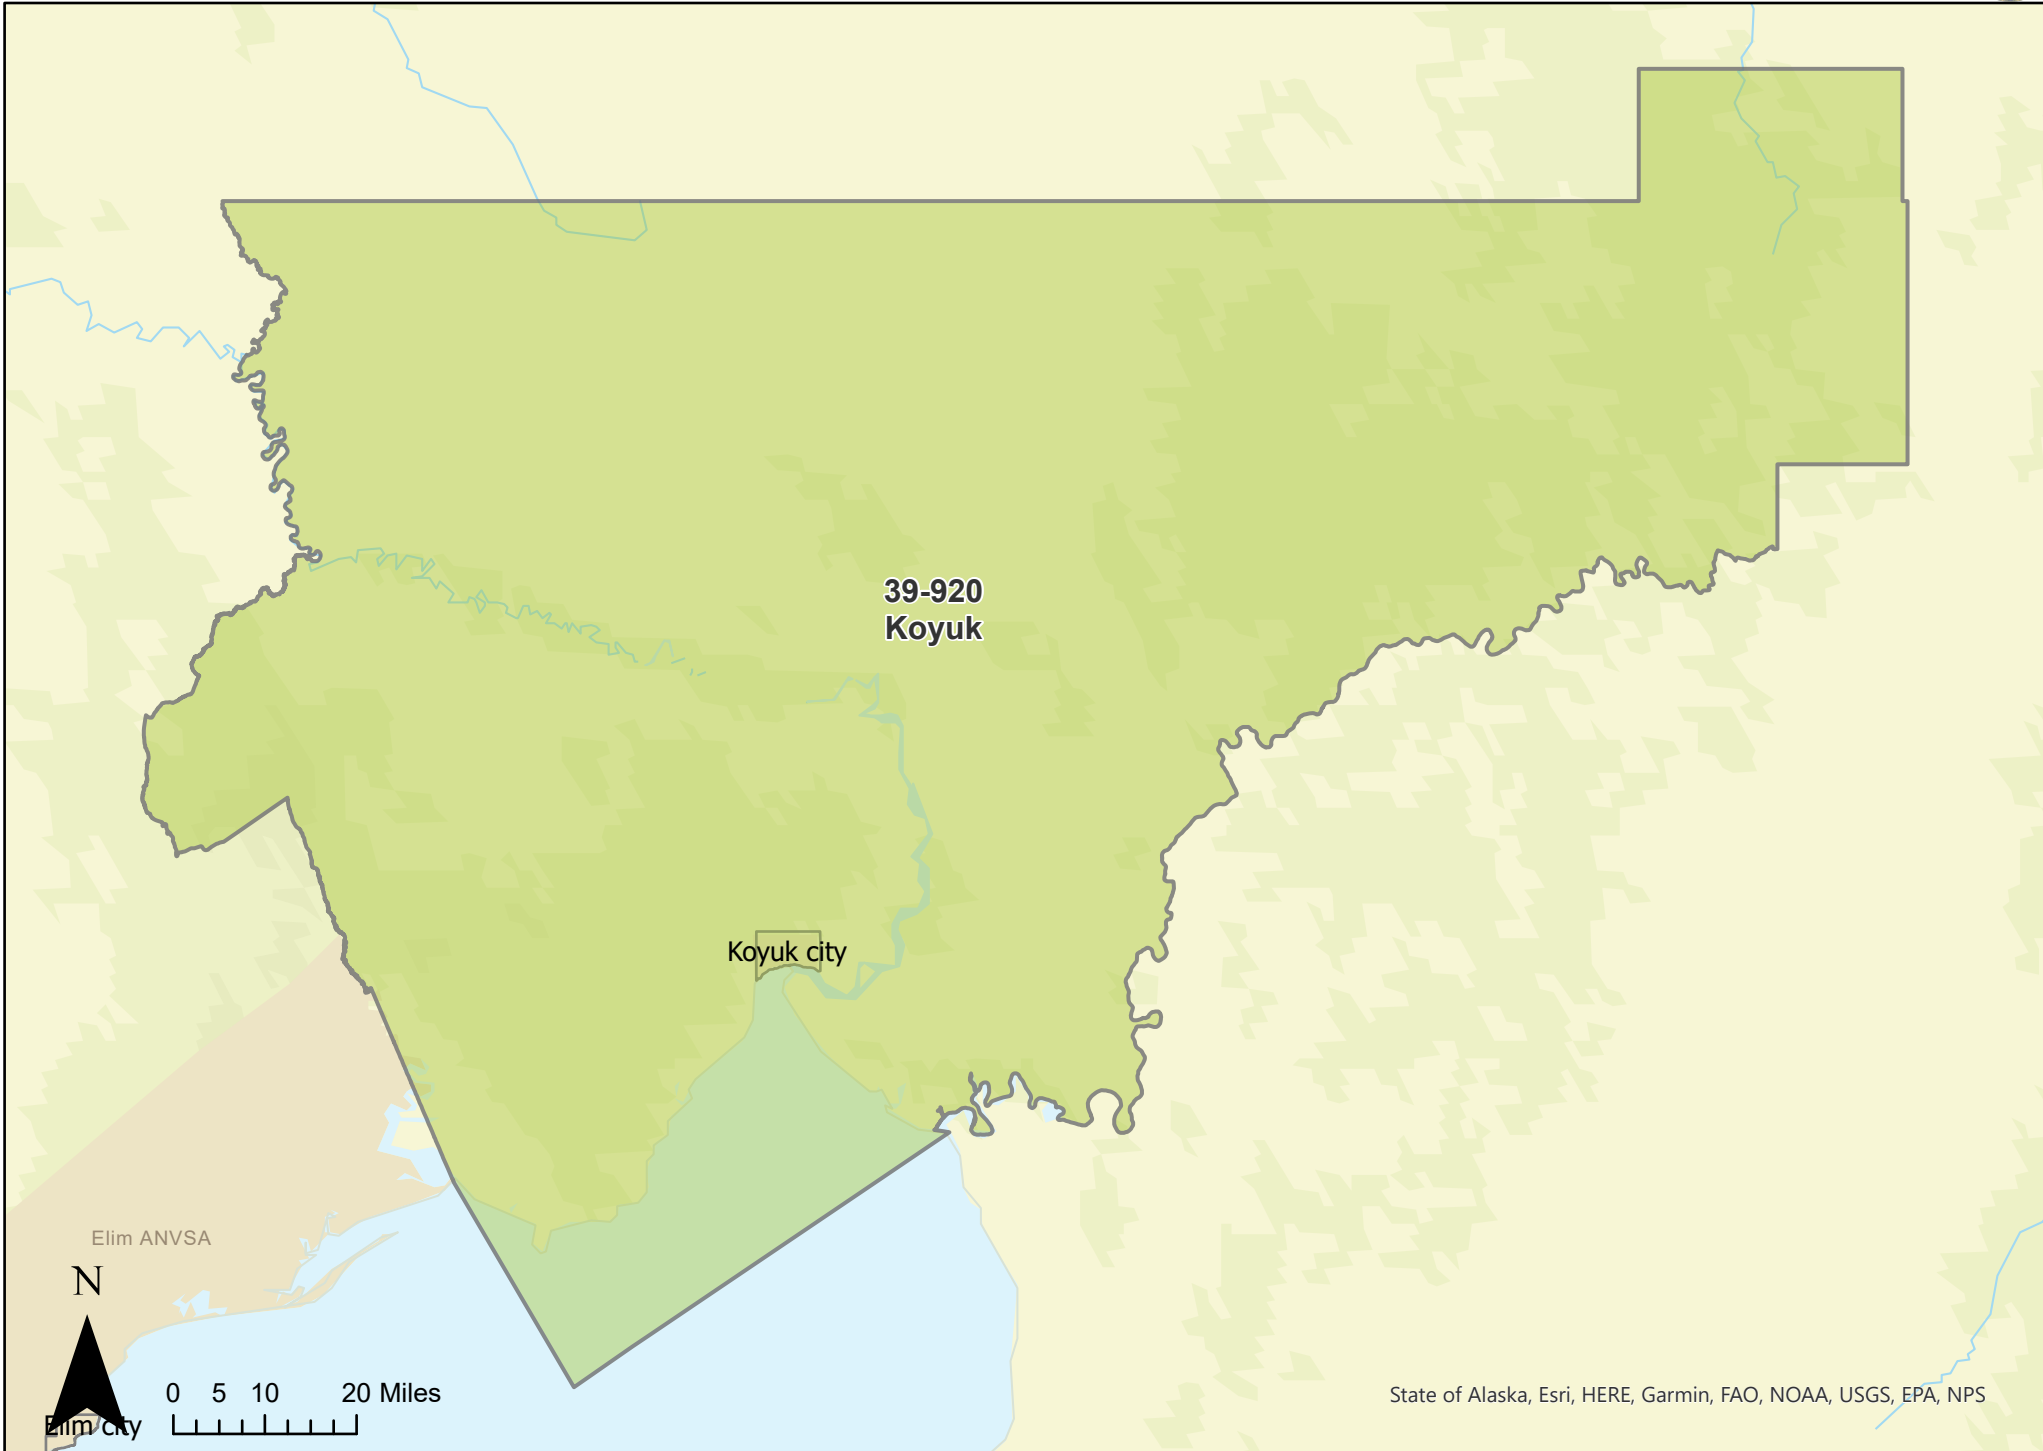 39-920
Koyuk
Koyuk city
Elim ANVSA
N
0 5 10 20 Miles
Elim city
State of Alaska, Esri, HERE, Garmin, FAO, NOAA, USGS, EPA, NPS